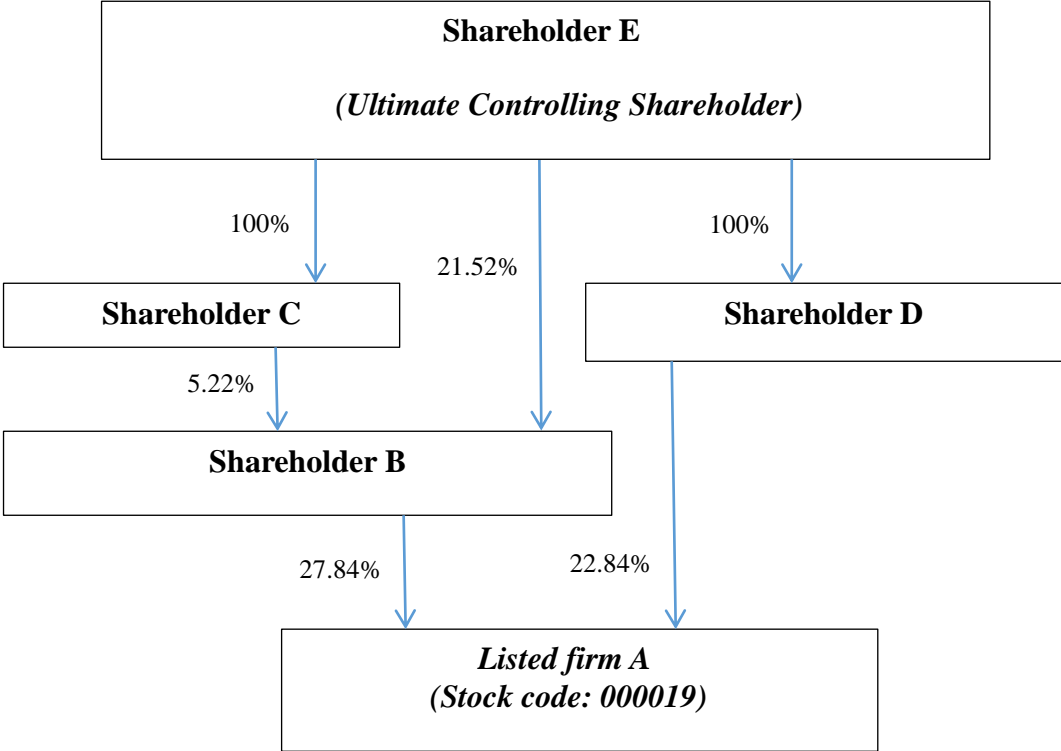 Shareholder E
(Ultimate Controlling Shareholder)
100%
100%
21.52%
Shareholder C
Shareholder D
5.22%
Shareholder B
27.84%
22.84%
Listed firm A
(Stock code: 000019)